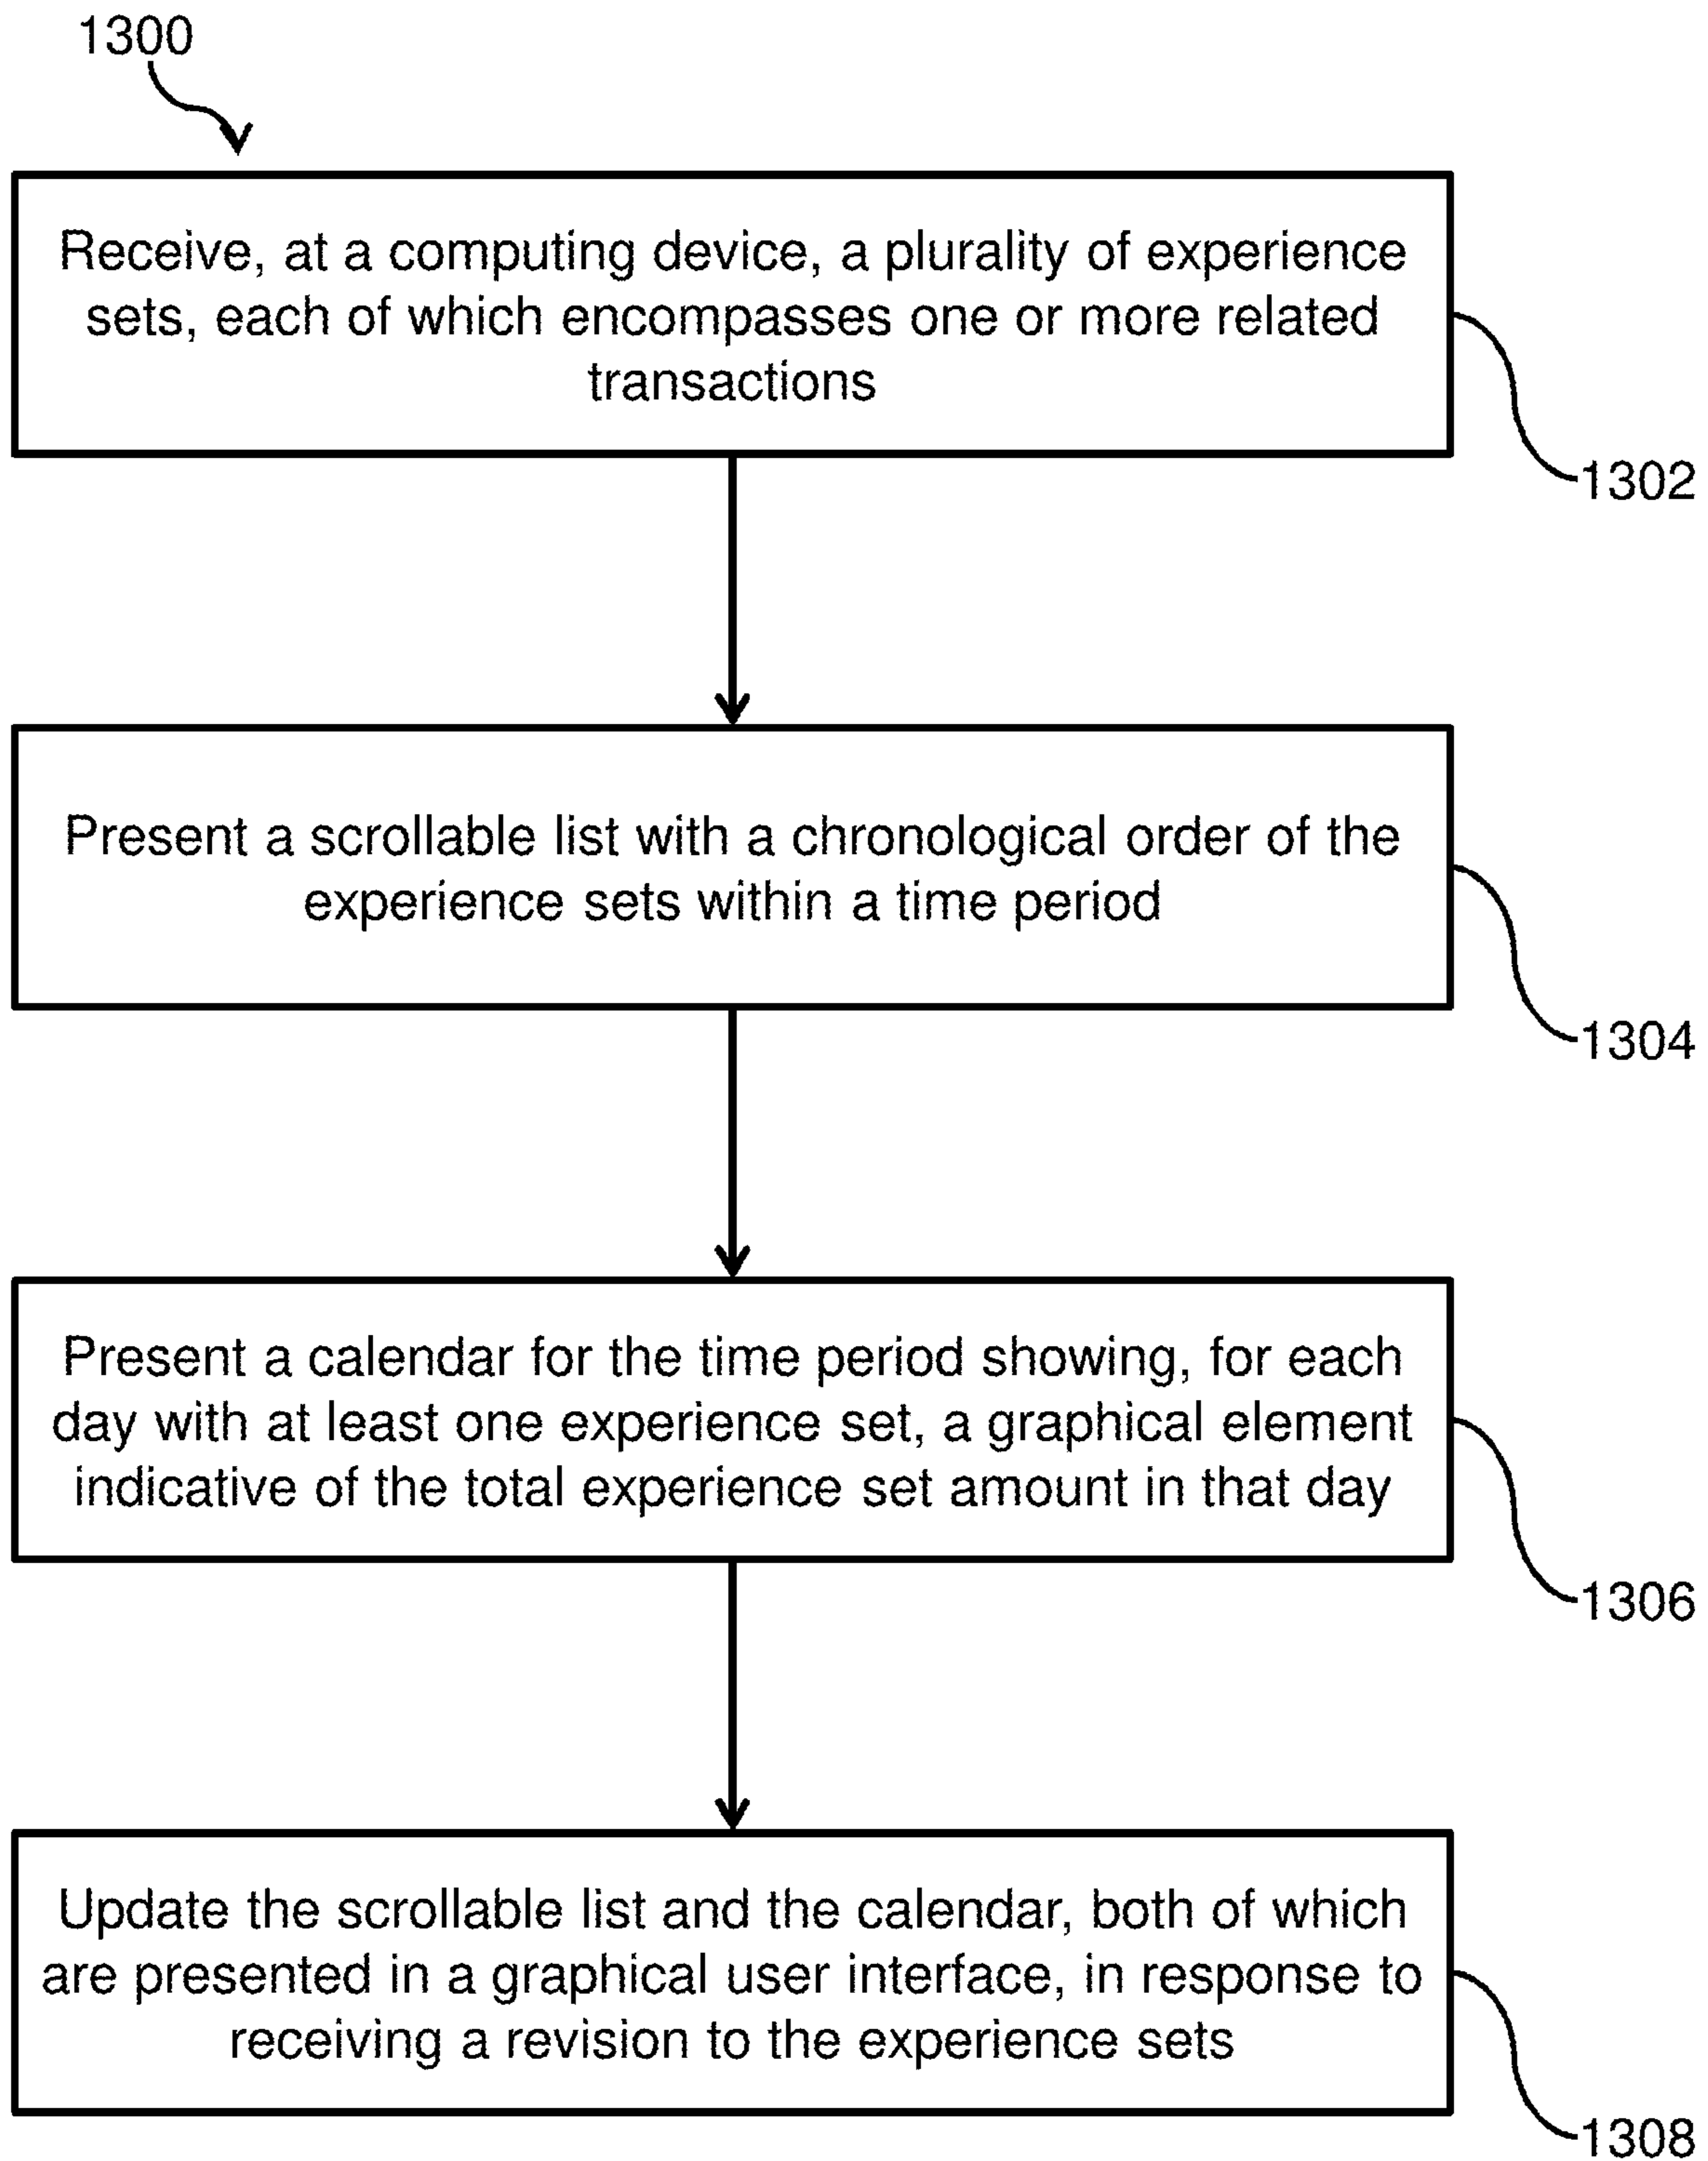 1300
Receive, at a computing device, a plurality of experience
sets, each of which encompasses one or more related
transactions
1302
Present a scrollable list with a chronological order of the
experience sets within a time period
1304
Present a calendar for the time period showing, for each
day with at least one experience set, a graphical element
indicative of the total experience set amount in that day
1306
Update the scrollable list and the calendar, both of which
are presented in a graphical user interface, in response to
receiving a revision to the experience sets
1308